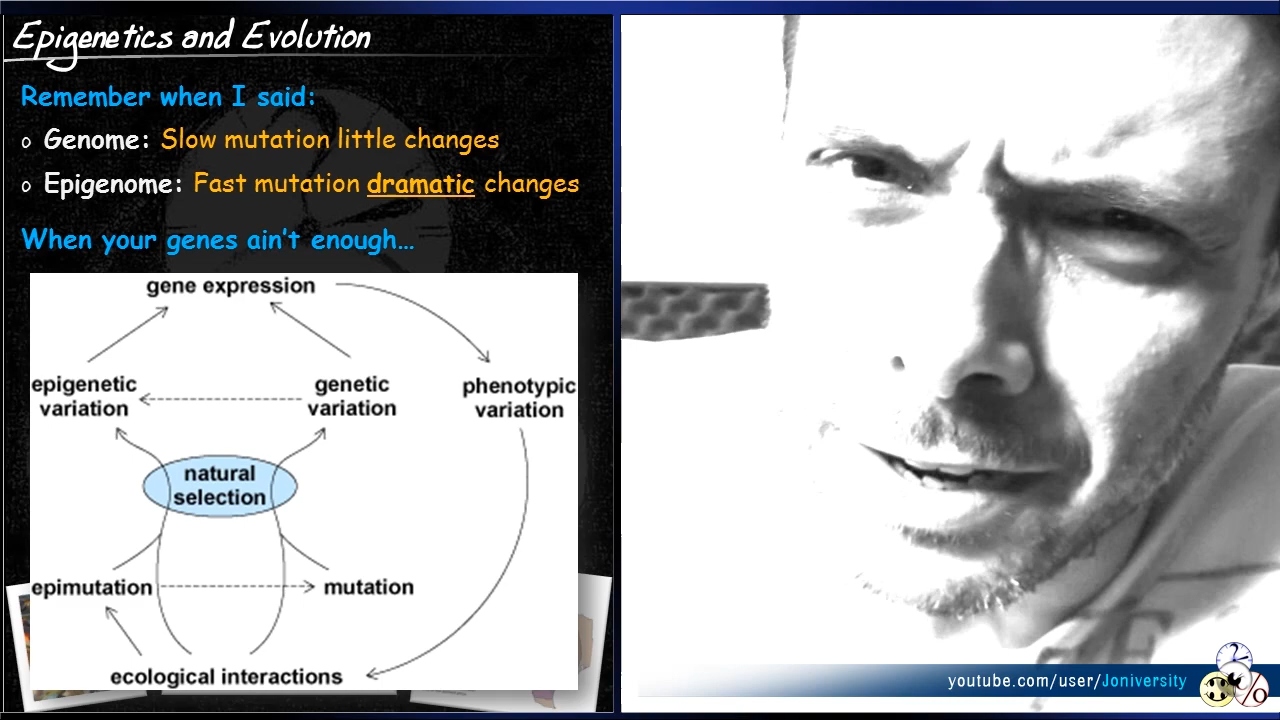 Epigenetics and Evolution
Remember when I said:
o Genome: Slow mutation little changes
o Epigenome: Fast mutation dramatic changes
When your genes ain't enough...
gene expression
epigenetic variation
genetic variation
phenotypic variation
natural selection
epimutation
mutation
ecological interactions
youtube.com/user/Joniversity
?
%